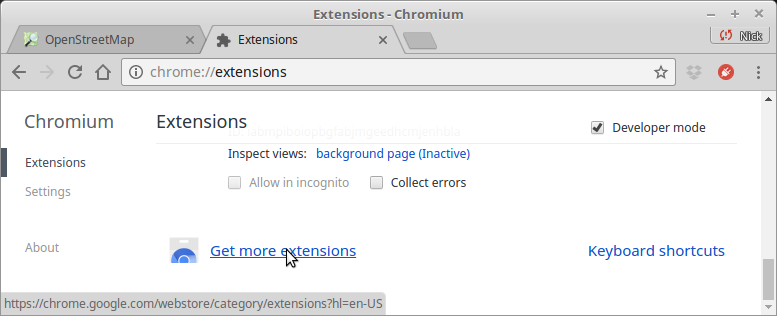 Extensions - Chromium
OpenStreetMap
Extensions
Nick
chrome://extensions
Chromium
Extensions
Developer mode
Extensions
Inspect views: background page (Inactive)
Settings
Allow in incognito
Collect errors
About
Get more extensions
Keyboard shortcuts
https://chrome.google.com/webstore/category/extensions?hl=en-US